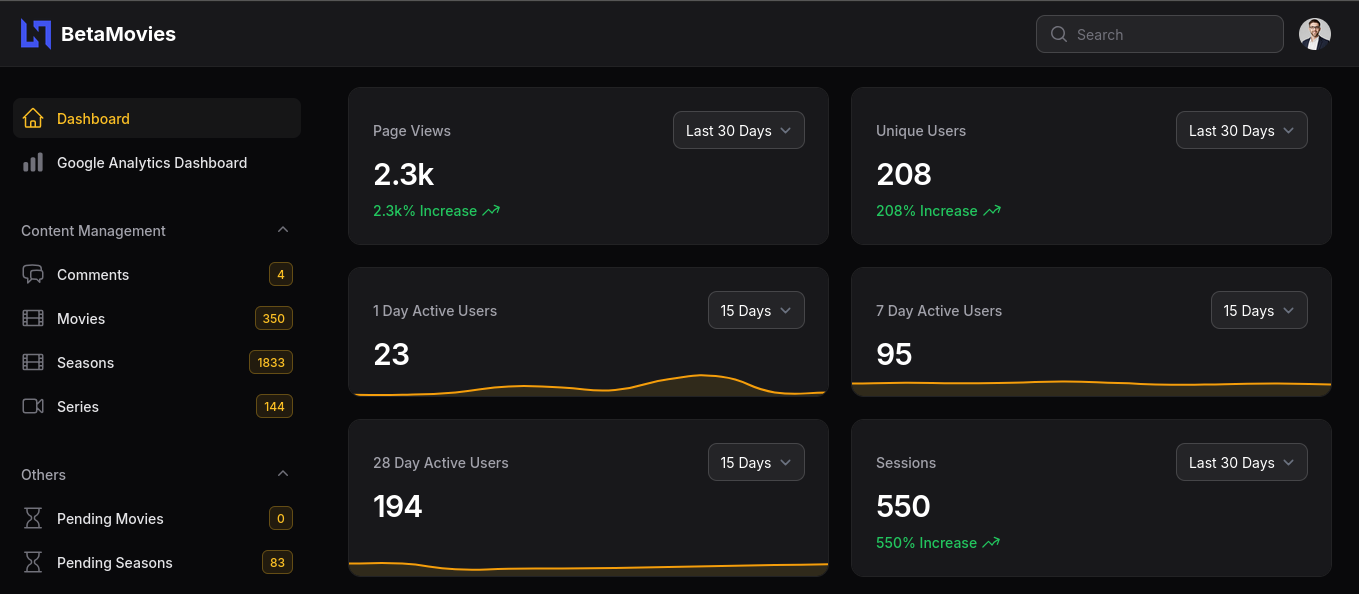 BetaMovies
Search
Dashboard
Google Analytics Dashboard
Content Management
Comments 4
Movies 350
Seasons 1833
Series 144
Others
Pending Movies 0
Pending Seasons 83
Page Views Last 30 Days
2.3k
2.3k% Increase
Unique Users Last 30 Days
208
208% Increase
1 Day Active Users 15 Days
23
7 Day Active Users 15 Days
95
28 Day Active Users 15 Days
194
Sessions Last 30 Days
550
550% Increase